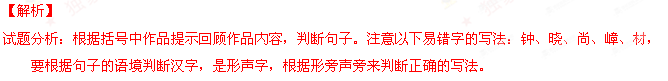 【解析】
试题分析：根据括号中作品提示回顾作品内容，判断句子。注意以下易错字的写法：钟、晓、尚、嶂、材，
要根据句子的语境判断汉字，是形声字，根据形旁声旁来判断正确的写法。